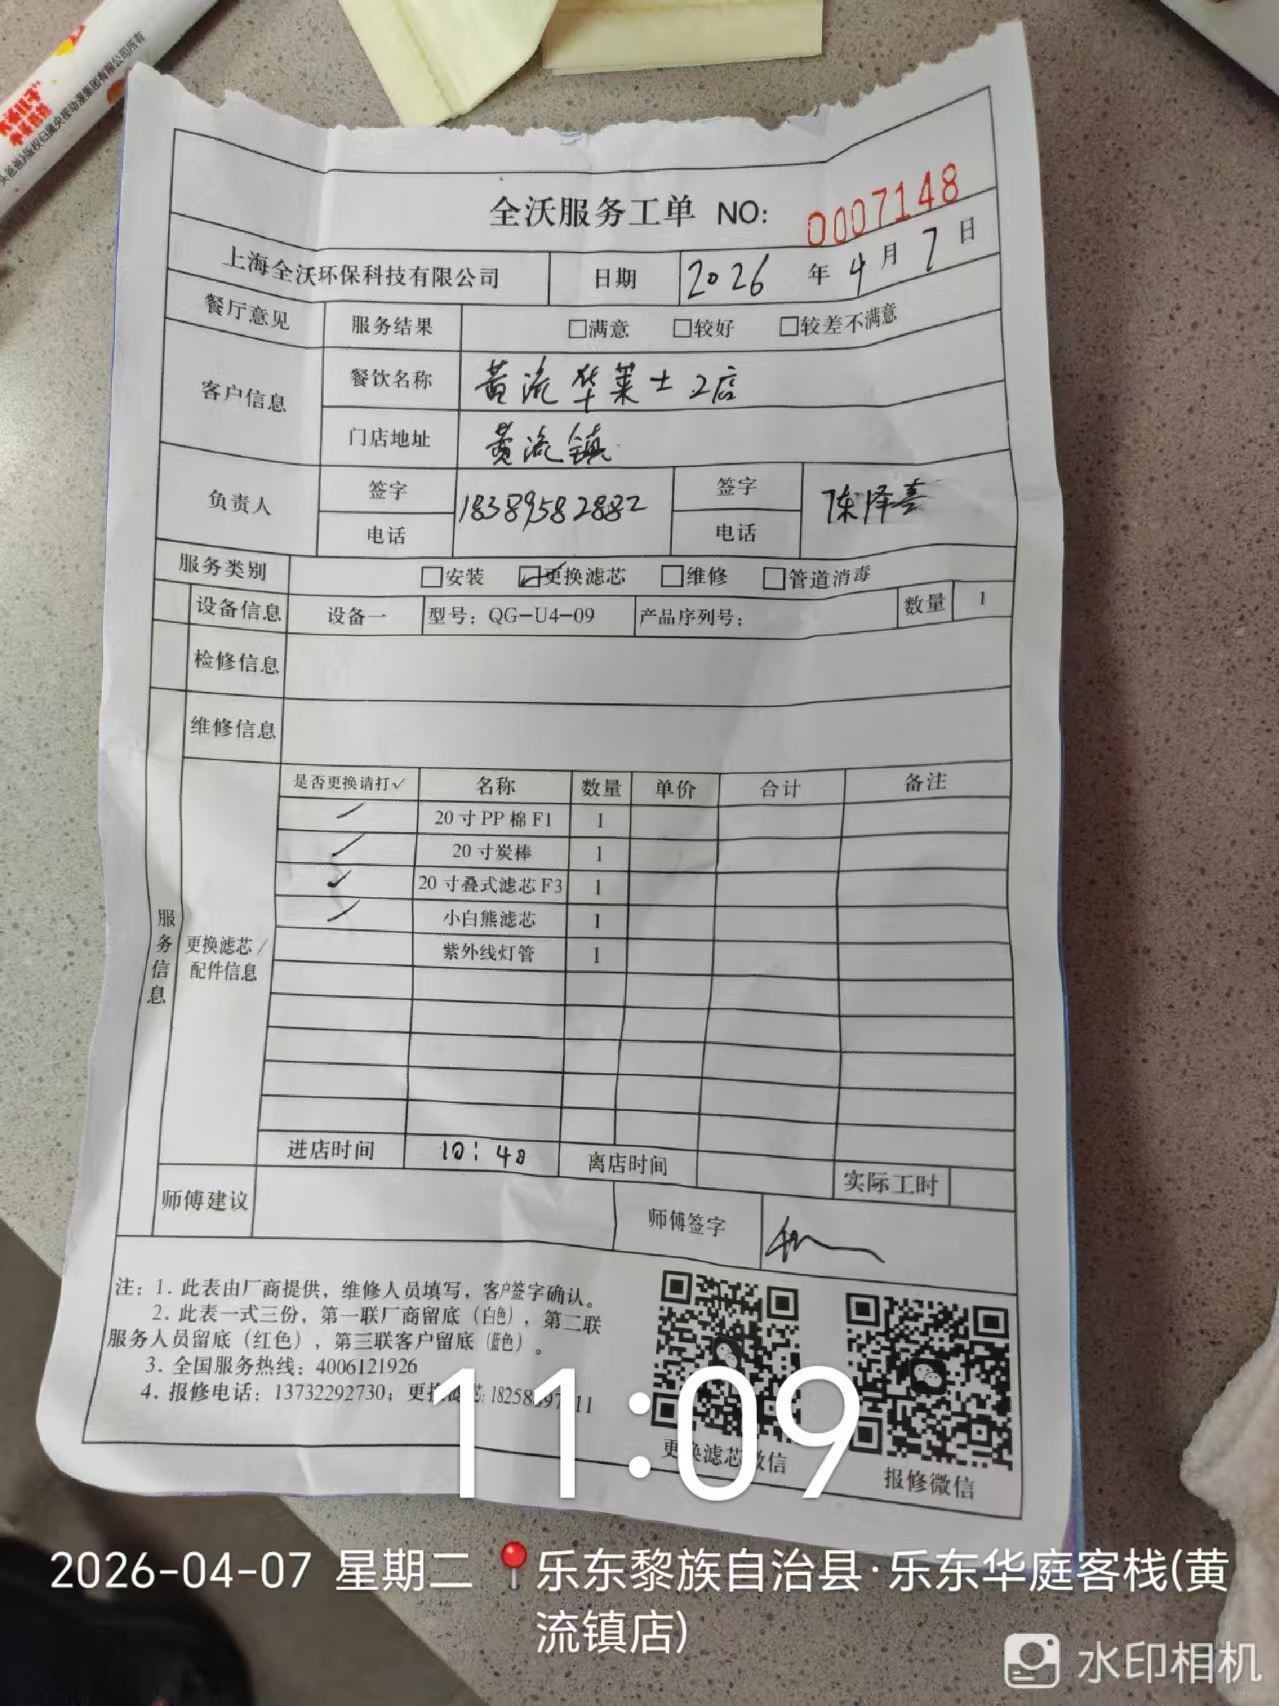 全沃服务工单 NO: 0007148
上海全沃环保科技有限公司 日期 2026 年 4 月 7 日
餐厅意见 服务结果 □满意 □较好 □较差不满意
客户信息 餐饮名称 黄流华莱士2店
门店地址 黄流镇
负责人 签字 18389582882 签字 陈泽喜
电话 电话
服务类别 □安装 ☑更换滤芯 □维修 □管道消毒
设备信息 设备一 型号：QG-U4-09 产品序列号： 数量 1
检修信息
维修信息
服务信息
更换滤芯/
配件信息
是否更换请打✓ 名称 数量 单价 合计 备注
✓ 20寸PP棉F1 1
✓ 20寸炭棒 1
✓ 20寸叠式滤芯F3 1
✓ 小白熊滤芯 1
紫外线灯管 1
进店时间 10:40 离店时间 实际工时
师傅建议 师傅签字
注：1. 此表由厂商提供，维修人员填写，客户签字确认。
2. 此表一式三份，第一联厂商留底（白色），第二联
服务人员留底（红色），第三联客户留底（蓝色）。
3. 全国服务热线：4006121926
4. 报修电话：13732292730；更换滤芯:
更换滤芯微信
报修微信
11:09
2026-04-07 星期二 乐东黎族自治县·乐东华庭客栈(黄
流镇店)
水印相机